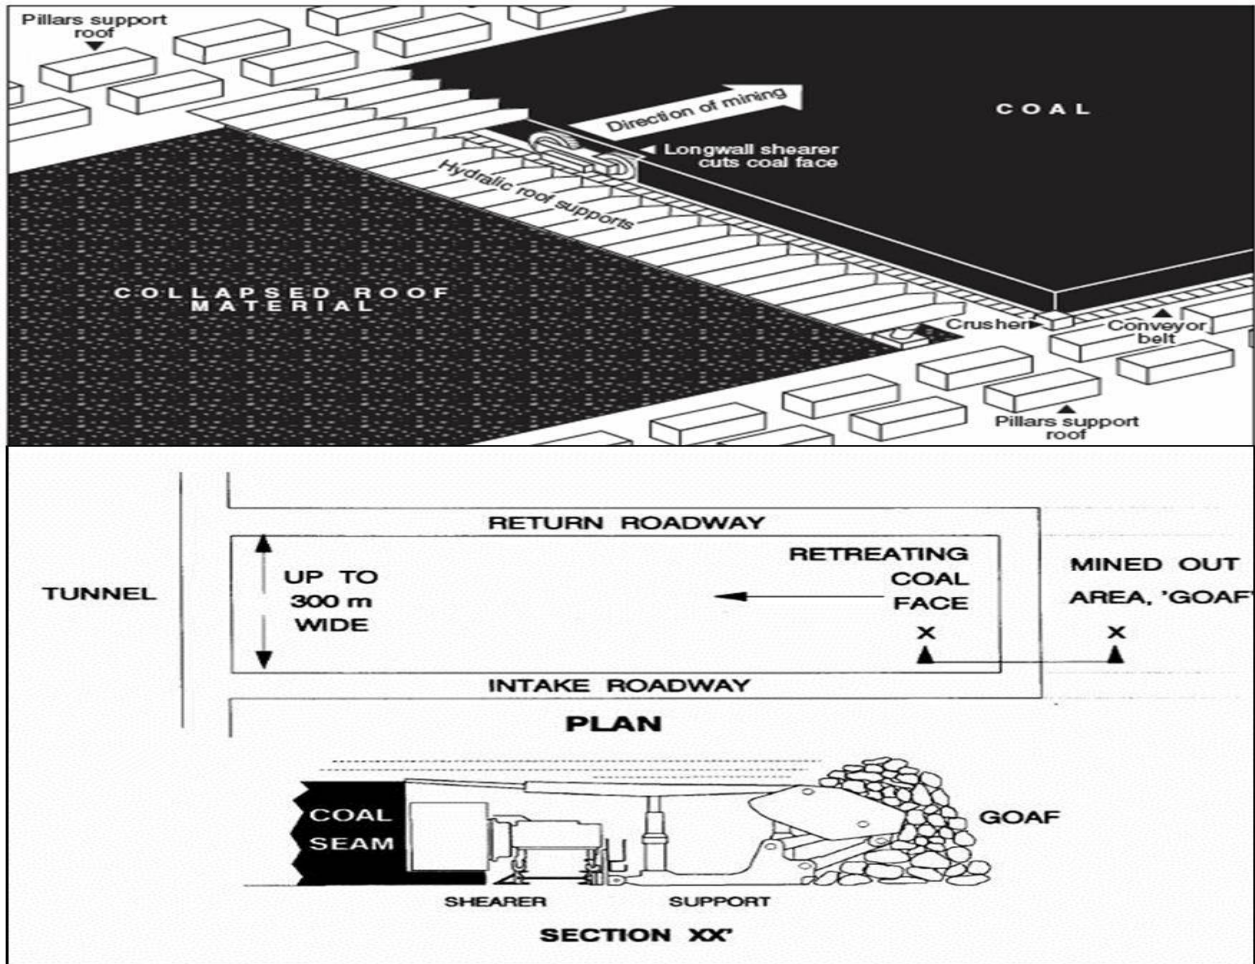 Pillars support
roof
COAL
Direction of mining
Longwall shearer
cuts coal face
Hydralic roof supports
COLLAPSED ROOF
MATERIAL
Crusher
Conveyor
belt
Pillars support
roof
RETURN ROADWAY
TUNNEL
UP TO
300 m
WIDE
RETREATING
COAL
FACE
X
MINED OUT
AREA, 'GOAF'
X
INTAKE ROADWAY
PLAN
COAL
SEAM
GOAF
SHEARER
SUPPORT
SECTION XX'